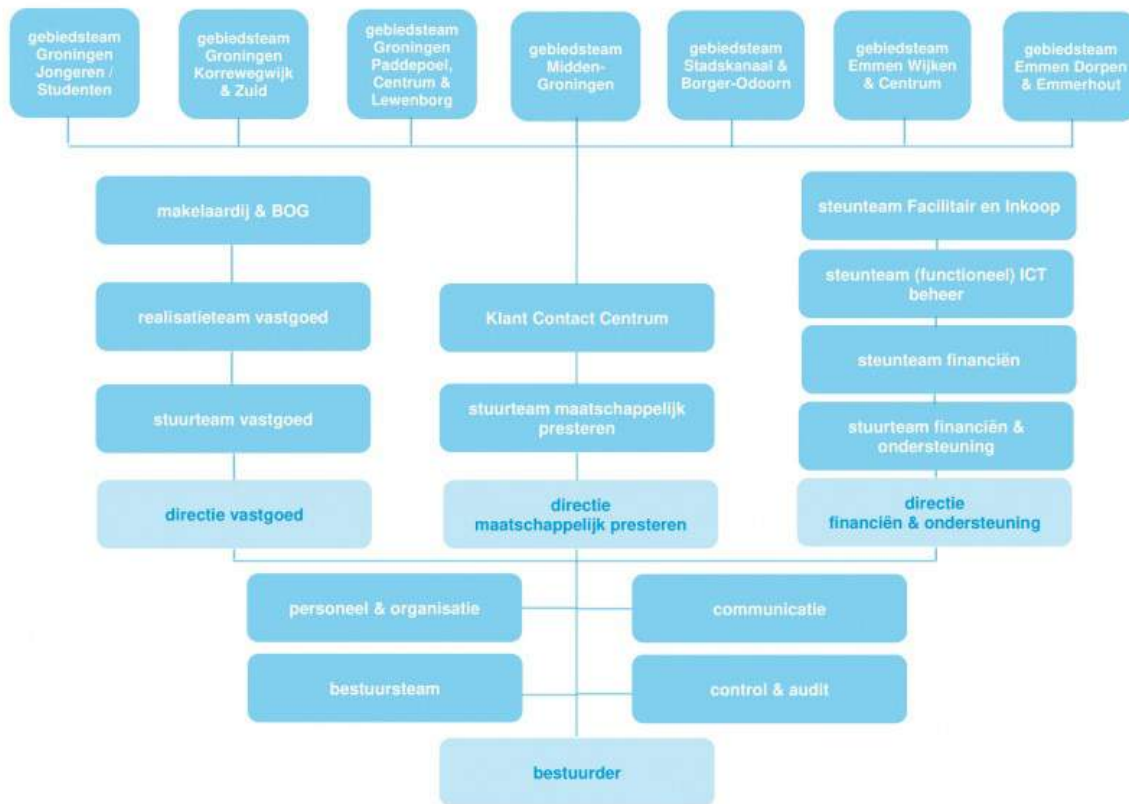 gebiedsteam
Groningen
Jongeren /
Studenten
gebiedsteam
Groningen
Korrewegwijk
& Zuid
gebiedsteam
Groningen
Paddepoel,
Centrum &
Lewenborg
gebiedsteam
Midden-
Groningen
gebiedsteam
Stadskanaal &
Borger-Odoorn
gebiedsteam
Emmen Wijken
& Centrum
gebiedsteam
Emmen Dorpen
& Emmerhout
makelaardij & BOG
realisatieteam vastgoed
stuurteam vastgoed
directie vastgoed
Klant Contact Centrum
stuurteam maatschappelijk
presteren
directie
maatschappelijk presteren
steunteam Facilitair en Inkoop
steunteam (functioneel) ICT
beheer
steunteam financiën
stuurteam financiën &
ondersteuning
directie
financiën & ondersteuning
personeel & organisatie
communicatie
bestuursteam
control & audit
bestuurder